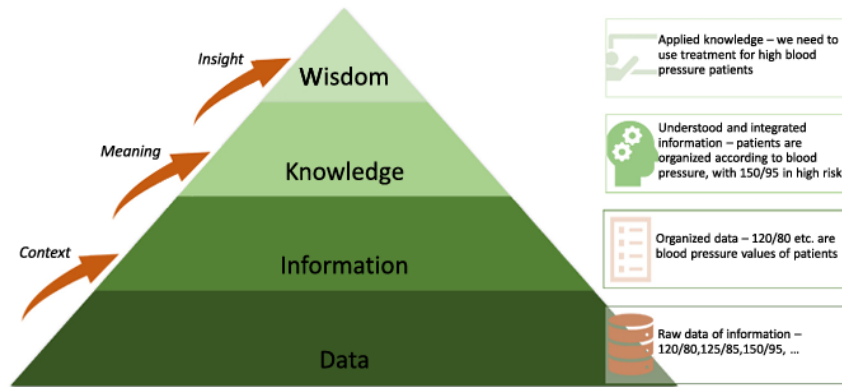 Insight
Wisdom
Applied knowledge – we need to
use treatment for high blood
pressure patients
Meaning
Knowledge
Understood and integrated
information – patients are
organized according to blood
pressure, with 150/95 in high risk
Context
Information
Organized data – 120/80 etc. are
blood pressure values of patients
Data
Raw data of information –
120/80,125/85,150/95, ...